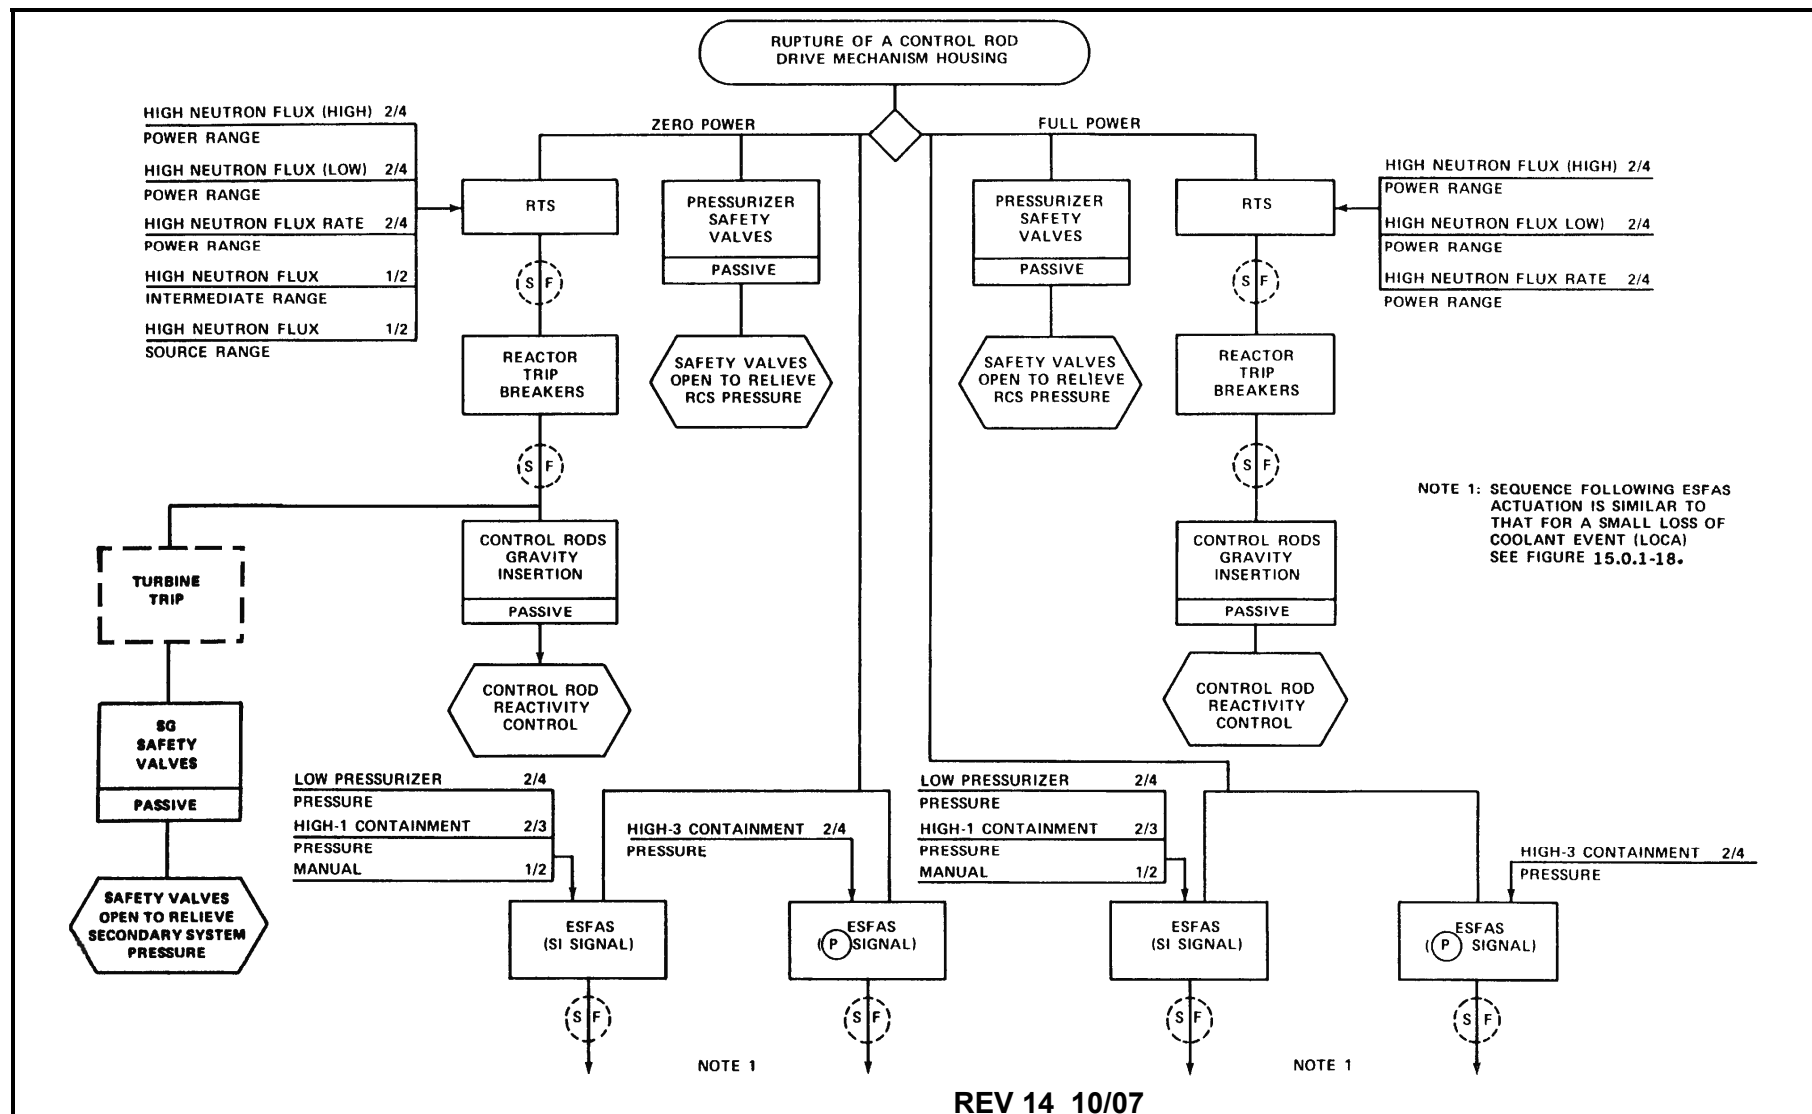 RUPTURE OF A CONTROL ROD
DRIVE MECHANISM HOUSING
ZERO POWER
FULL POWER
HIGH NEUTRON FLUX (HIGH) 2/4
POWER RANGE
HIGH NEUTRON FLUX (LOW) 2/4
POWER RANGE
HIGH NEUTRON FLUX RATE 2/4
POWER RANGE
HIGH NEUTRON FLUX 1/2
INTERMEDIATE RANGE
HIGH NEUTRON FLUX 1/2
SOURCE RANGE
RTS
S F
REACTOR
TRIP
BREAKERS
S F
CONTROL RODS
GRAVITY
INSERTION
PASSIVE
CONTROL ROD
REACTIVITY
CONTROL
PRESSURIZER
SAFETY
VALVES
PASSIVE
SAFETY VALVES
OPEN TO RELIEVE
RCS PRESSURE
PRESSURIZER
SAFETY
VALVES
PASSIVE
SAFETY VALVES
OPEN TO RELIEVE
RCS PRESSURE
RTS
S F
REACTOR
TRIP
BREAKERS
S F
CONTROL RODS
GRAVITY
INSERTION
PASSIVE
CONTROL ROD
REACTIVITY
CONTROL
HIGH NEUTRON FLUX (HIGH) 2/4
POWER RANGE
HIGH NEUTRON FLUX LOW) 2/4
POWER RANGE
HIGH NEUTRON FLUX RATE 2/4
POWER RANGE
NOTE 1: SEQUENCE FOLLOWING ESFAS
ACTUATION IS SIMILAR TO
THAT FOR A SMALL LOSS OF
COOLANT EVENT (LOCA)
SEE FIGURE 15.0.1-18.
TURBINE
TRIP
SG
SAFETY
VALVES
PASSIVE
SAFETY VALVES
OPEN TO RELIEVE
SECONDARY SYSTEM
PRESSURE
LOW PRESSURIZER 2/4
PRESSURE
HIGH-1 CONTAINMENT 2/3
PRESSURE
MANUAL 1/2
ESFAS
(SI SIGNAL)
S F
HIGH-3 CONTAINMENT 2/4
PRESSURE
ESFAS
(P SIGNAL)
S F
NOTE 1
LOW PRESSURIZER 2/4
PRESSURE
HIGH-1 CONTAINMENT 2/3
PRESSURE
MANUAL 1/2
ESFAS
(SI SIGNAL)
S F
HIGH-3 CONTAINMENT 2/4
PRESSURE
ESFAS
(P SIGNAL)
S F
NOTE 1
REV 14 10/07